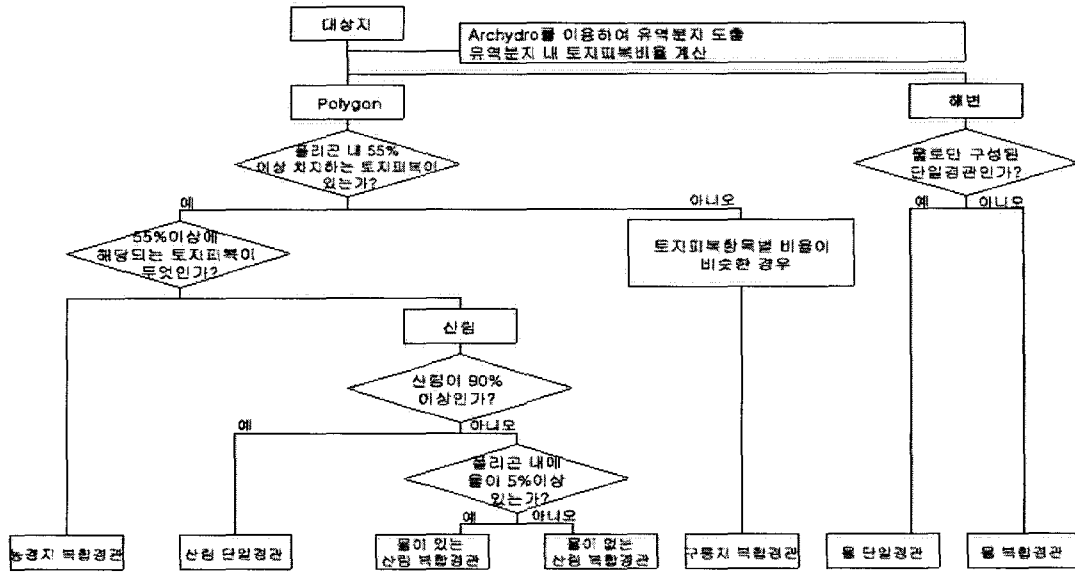 대상지
Archydro를 이용하여 유역분지 도출
유역분지 내 토지피복비율 계산
Polygon
해변
폴리곤 내 55%
이상 차지하는 토지피복이
있는가?
물로만 구성된
단일경관인가?
예
아니오
예
아니오
55%이상에
해당되는 토지피복이
무엇인가?
토지피복항목별 비율이
비슷한 경우
산림
산림이 90%
이상인가?
예
아니오
폴리곤 내에
물이 5%이상
있는가?
예
아니오
농경지 복합경관
산림 단일경관
물이 있는
산림 복합경관
물이 없는
산림 복합경관
구릉지 복합경관
물 단일경관
물 복합경관